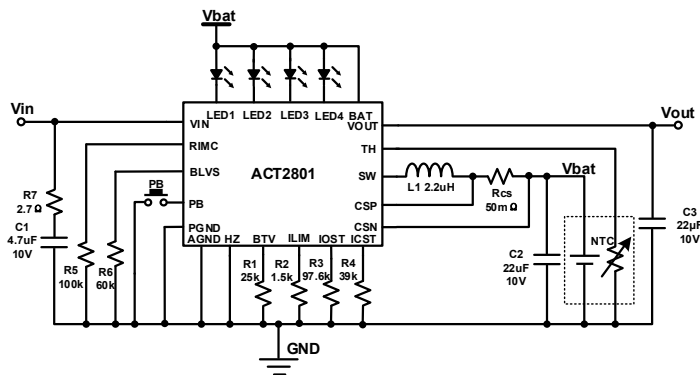 Vbat
LED1 LED2 LED3 LED4 BAT
Vin
VIN
VOUT
Vout
RIMC
TH
ACT2801
BLVS
SW
L1 2.2uH
Rcs
50mΩ
Vbat
PB
PB
CSP
R7
2.7Ω
PGND
CSN
C1
4.7uF
10V
AGND HZ BTV ILIM IOST ICST
NTC
C3
22µF
10V
R5
100k
R6
60k
R1
25k
R2
1.5k
R3
97.6k
R4
39k
C2
22uF
10V
GND